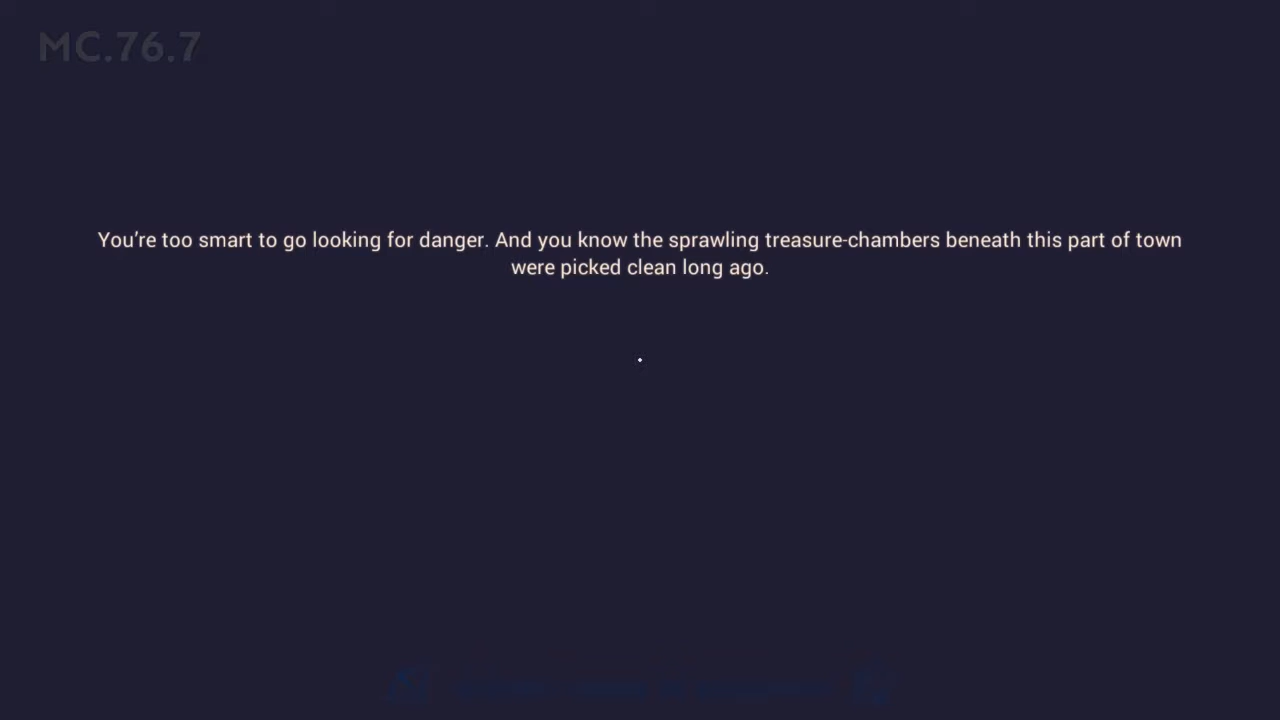 MC.76.7
You’re too smart to go looking for danger. And you know the sprawling treasure-chambers beneath this part of town
were picked clean long ago.